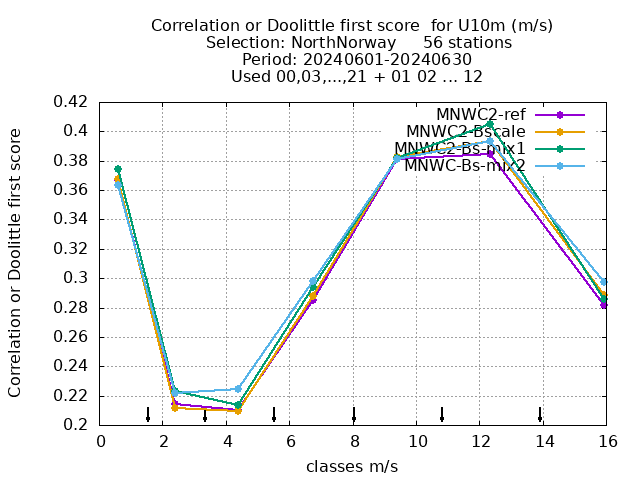 Correlation or Doolittle first score  for U10m (m/s)
Selection: NorthNorway     56 stations
Period: 20240601-20240630
Used 00,03,...,21 + 01 02 ... 12
Correlation or Doolittle first score
0.42
0.4
0.38
0.36
0.34
0.32
0.3
0.28
0.26
0.24
0.22
0.2
MNWC2-ref
MNWC2-Bscale
MNWC2-Bs-mix1
MNWC-Bs-mix2
0 2 4 6 8 10 12 14 16
classes m/s